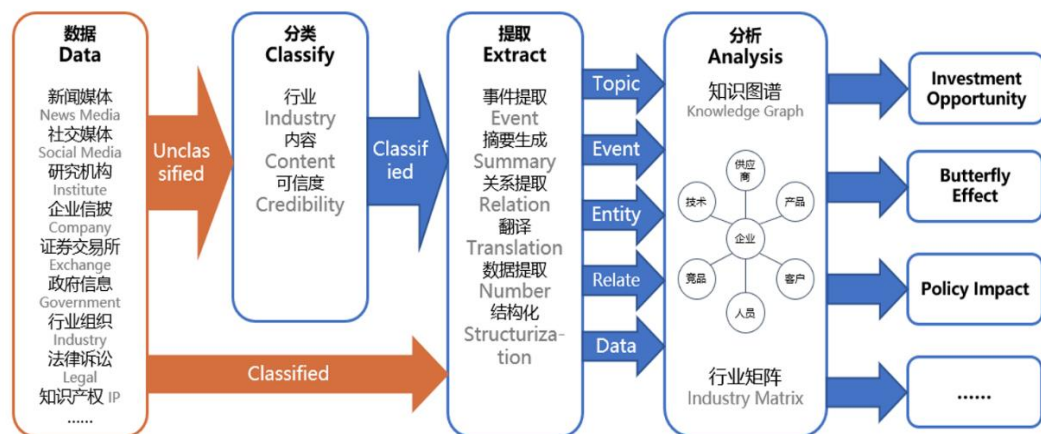 数据
Data
新闻媒体
News Media
社交媒体
Social Media
研究机构
Institute
企业信披
Company
证券交易所
Exchange
政府信息
Government
行业组织
Industry
法律诉讼
Legal
知识产权 IP
......
Unclas
sified
Classified
分类
Classify
行业
Industry
内容
Content
可信度
Credibility
Classif
ied
提取
Extract
事件提取
Event
摘要生成
Summary
关系提取
Relation
翻译
Translation
数据提取
Number
结构化
Structuriza-
tion
Topic
Event
Entity
Relate
Data
分析
Analysis
知识图谱
Knowledge Graph
供应
商
技术
产品
企业
竞品
客户
人员
行业矩阵
Industry Matrix
Investment
Opportunity
Butterfly
Effect
Policy Impact
......